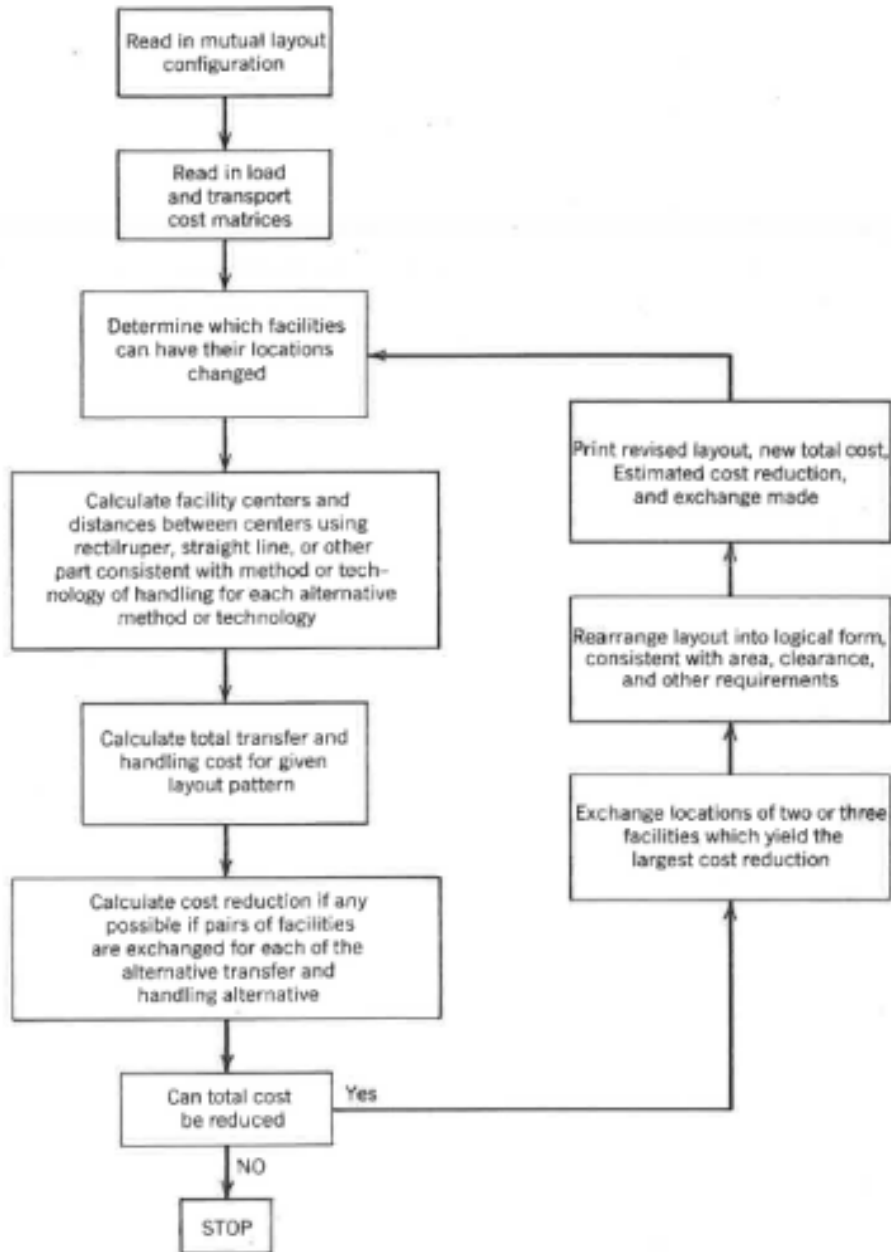 Read in mutual layout
configuration
Read in load
and transport
cost matrices
Determine which facilities
can have their locations
changed
Calculate facility centers and
distances between centers using
rectilruper, straight line, or other
part consistent with method or tech-
nology of handling for each alternative
method or technology
Calculate total transfer and
handling cost for given
layout pattern
Calculate cost reduction if any
possible if pairs of facilities
are exchanged for each of the
alternative transfer and
handling alternative
Can total cost
be reduced
Yes
NO
STOP
Exchange locations of two or three
facilities which yield the
largest cost reduction
Rearrange layout into logical form,
consistent with area, clearance,
and other requirements
Print revised layout, new total cost,
Estimated cost reduction,
and exchange made